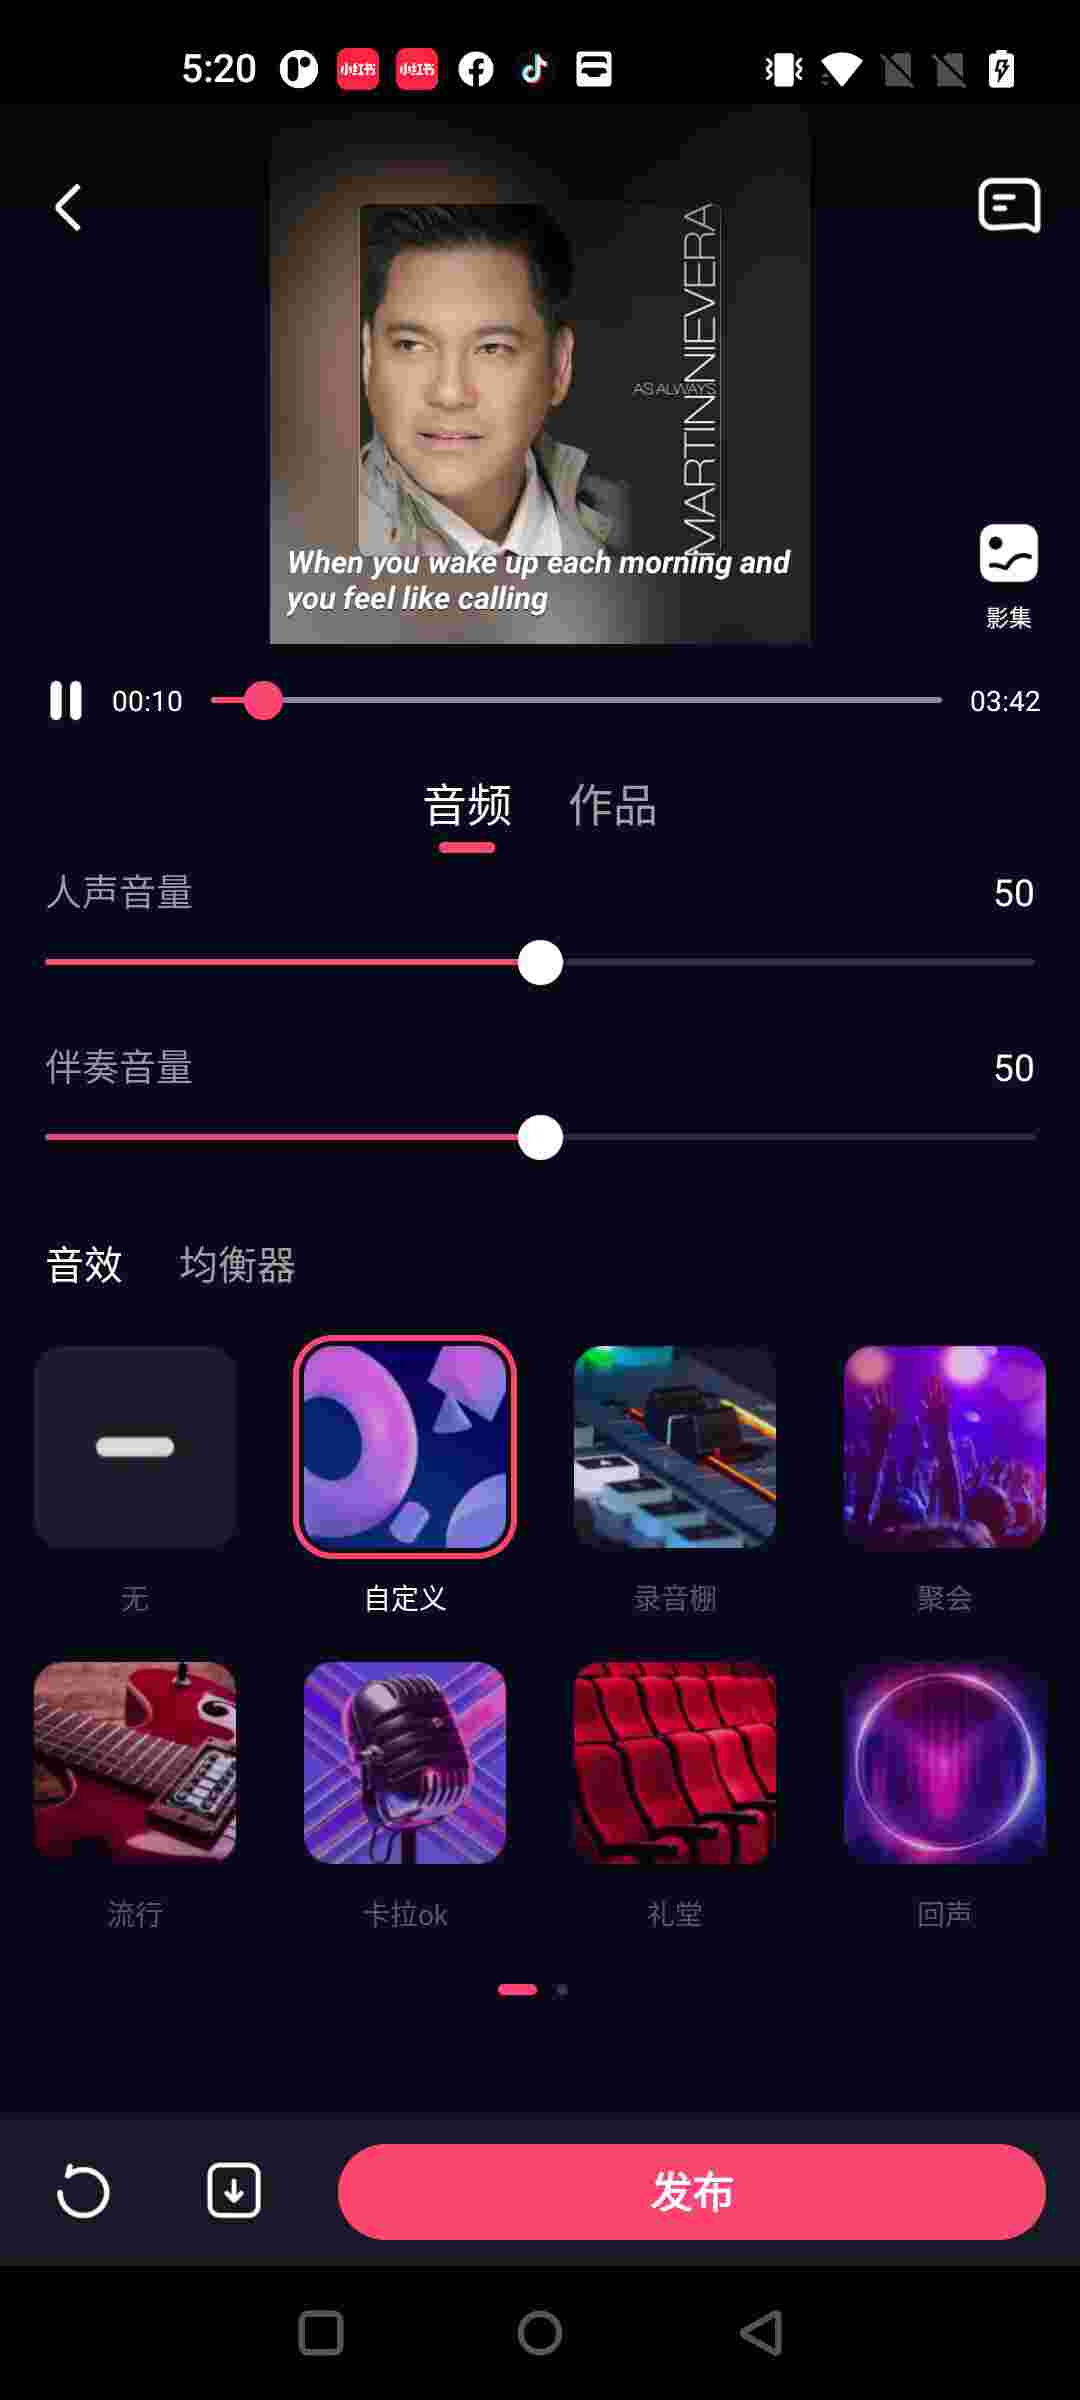 5:20
小红书
小红书
MARTIN NIEVERA
AS ALWAYS
When you wake up each morning and
you feel like calling
影集
00:10
03:42
音频
作品
人声音量
50
伴奏音量
50
音效
均衡器
无
自定义
录音棚
聚会
流行
卡拉ok
礼堂
回声
发布